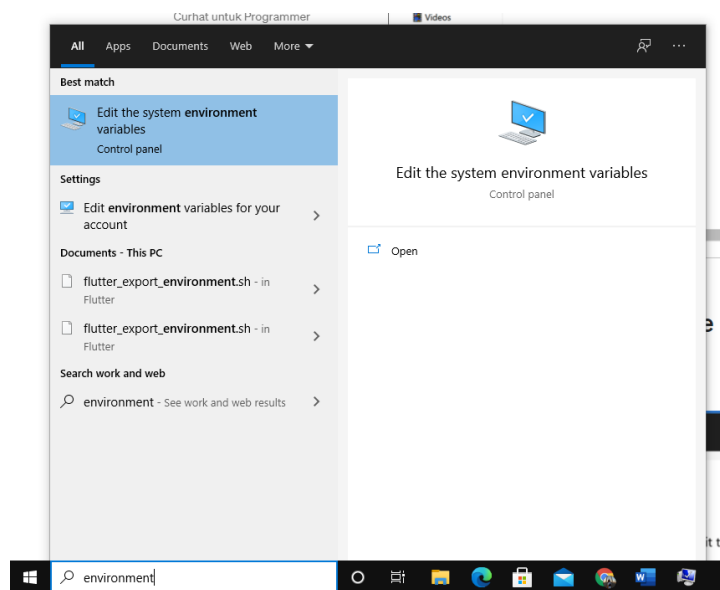 Curhat untuk Programmer
Videos
All Apps Documents Web More
Best match
Edit the system environment
variables
Control panel
Settings
Edit environment variables for your
account
Documents - This PC
flutter_export_environment.sh - in
Flutter
flutter_export_environment.sh - in
Flutter
Search work and web
environment - See work and web results
Edit the system environment variables
Control panel
Open
e
it t
environment